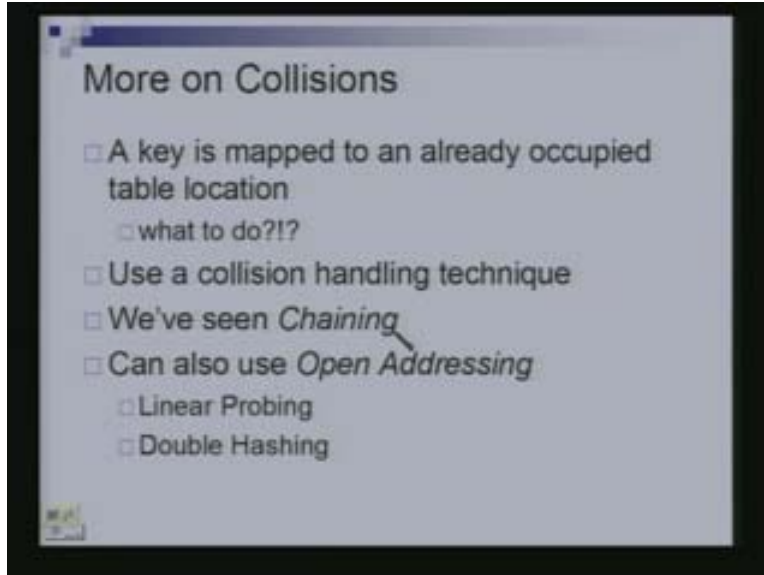 More on Collisions
A key is mapped to an already occupied
table location
what to do?!?
Use a collision handling technique
We've seen Chaining
Can also use Open Addressing
Linear Probing
Double Hashing